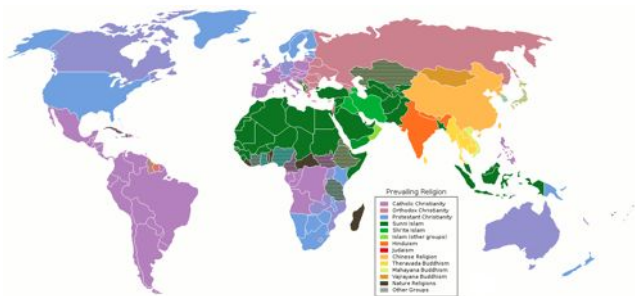 Prevailing Religion
Catholic Christianity
Orthodox Christianity
Protestant Christianity
Sunni Islam
Shi'ite Islam
Islam (other groups)
Hinduism
Judaism
Chinese Religion
Theravada Buddhism
Mahayana Buddhism
Vajrayana Buddhism
Nature Religions
Other Groups